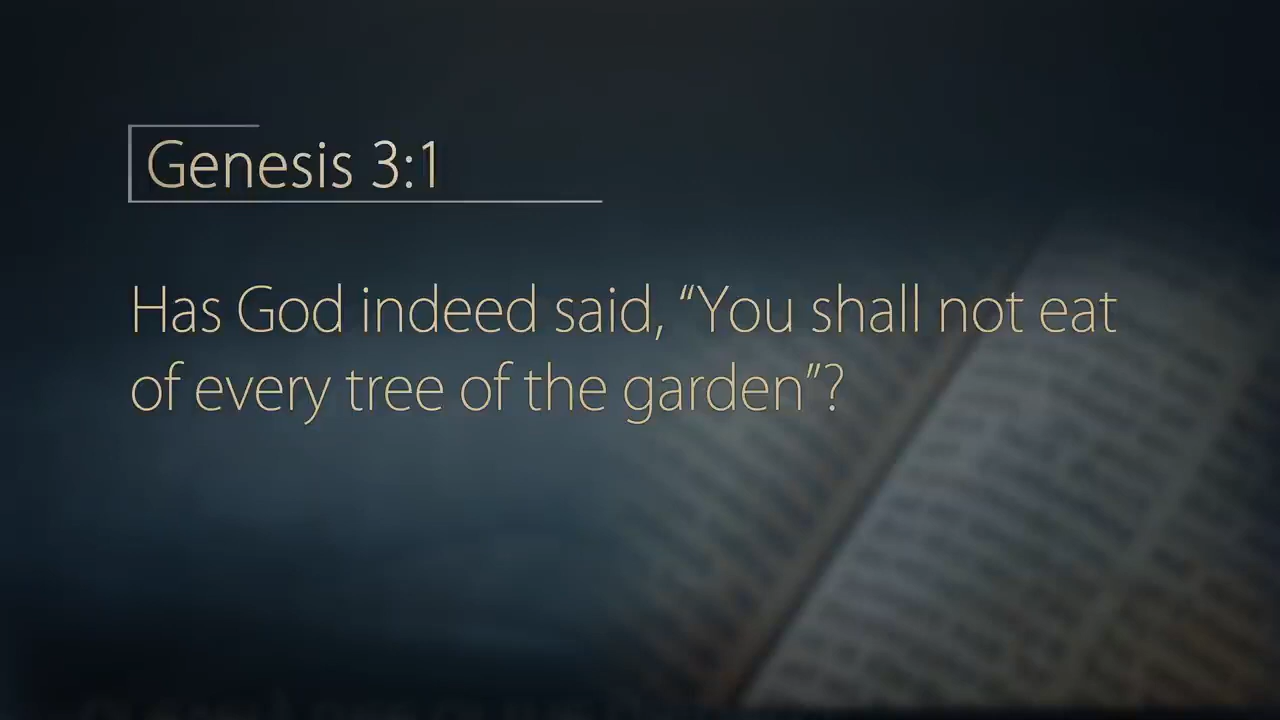 Genesis 3:1
Has God indeed said, “You shall not eat
of every tree of the garden”?